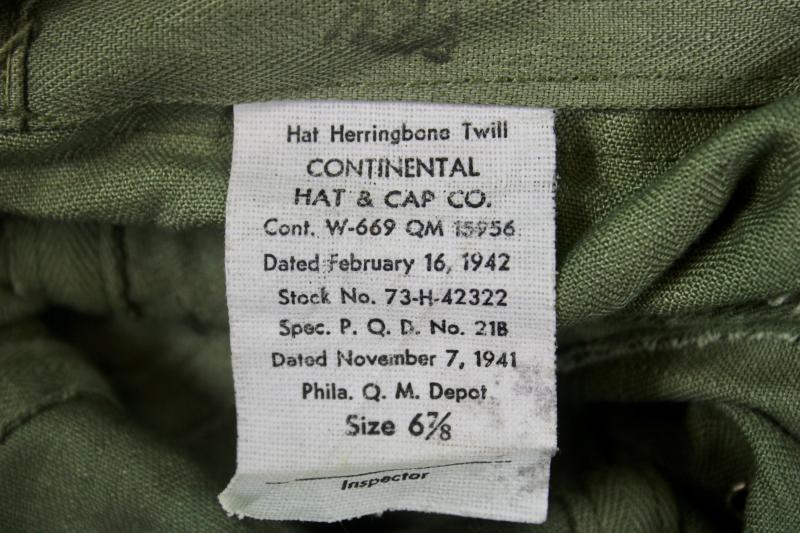 Hat Herringbone Twill
CONTINENTAL
HAT & CAP CO.
Cont. W-669 QM 15956
Dated February 16, 1942
Stock No. 73-H-42322
Spec. P. Q. D. No. 21B
Dated November 7, 1941
Phila. Q. M. Depot
Size 6⅞
Inspector